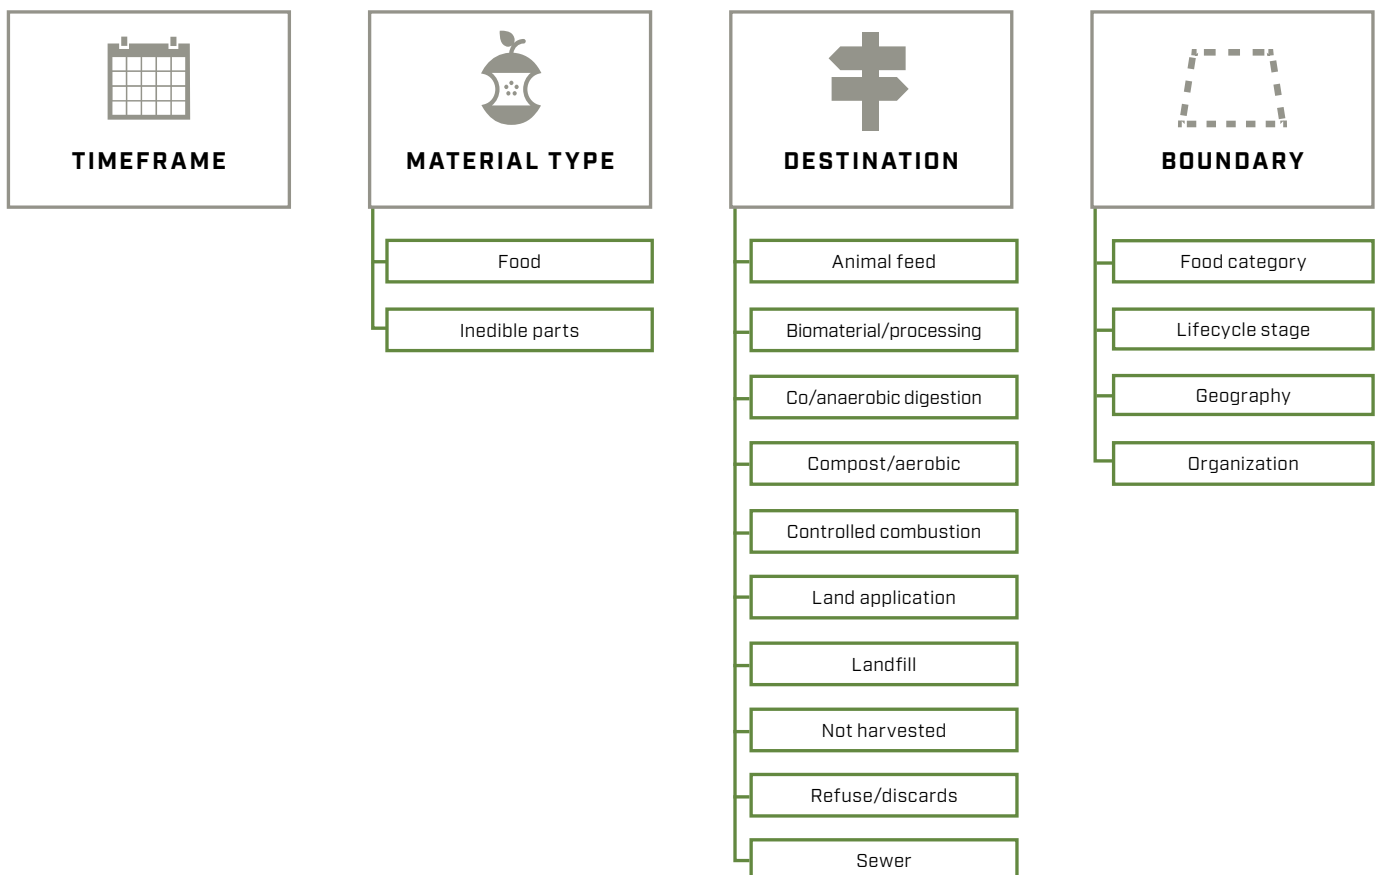 TIMEFRAME
MATERIAL TYPE
Food
Inedible parts
DESTINATION
Animal feed
Biomaterial/processing
Co/anaerobic digestion
Compost/aerobic
Controlled combustion
Land application
Landfill
Not harvested
Refuse/discards
Sewer
BOUNDARY
Food category
Lifecycle stage
Geography
Organization